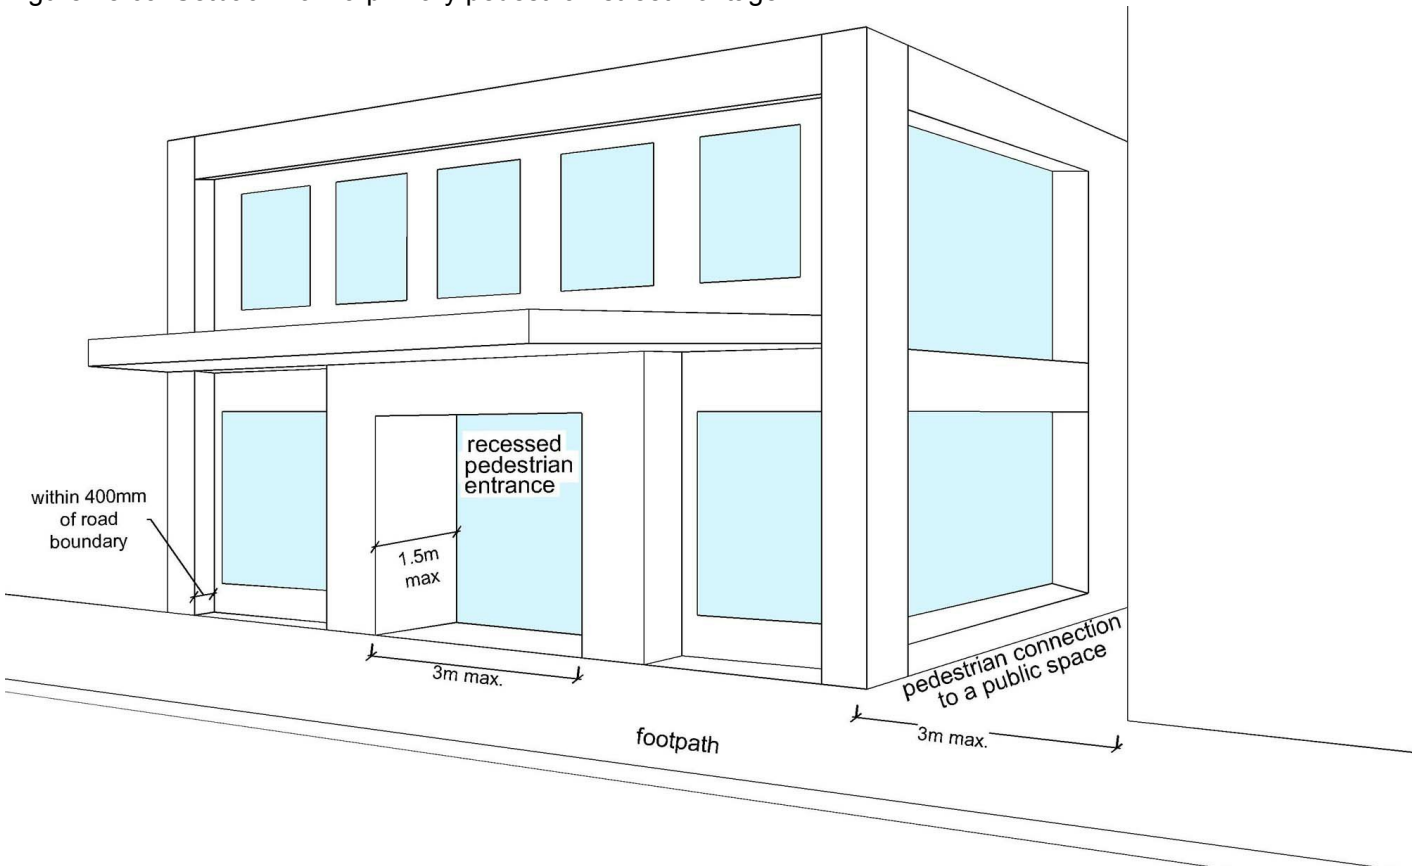 recessed
pedestrian
entrance
within 400mm
of road
boundary
1.5m
max
3m max.
pedestrian connection
to a public space
3m max.
footpath